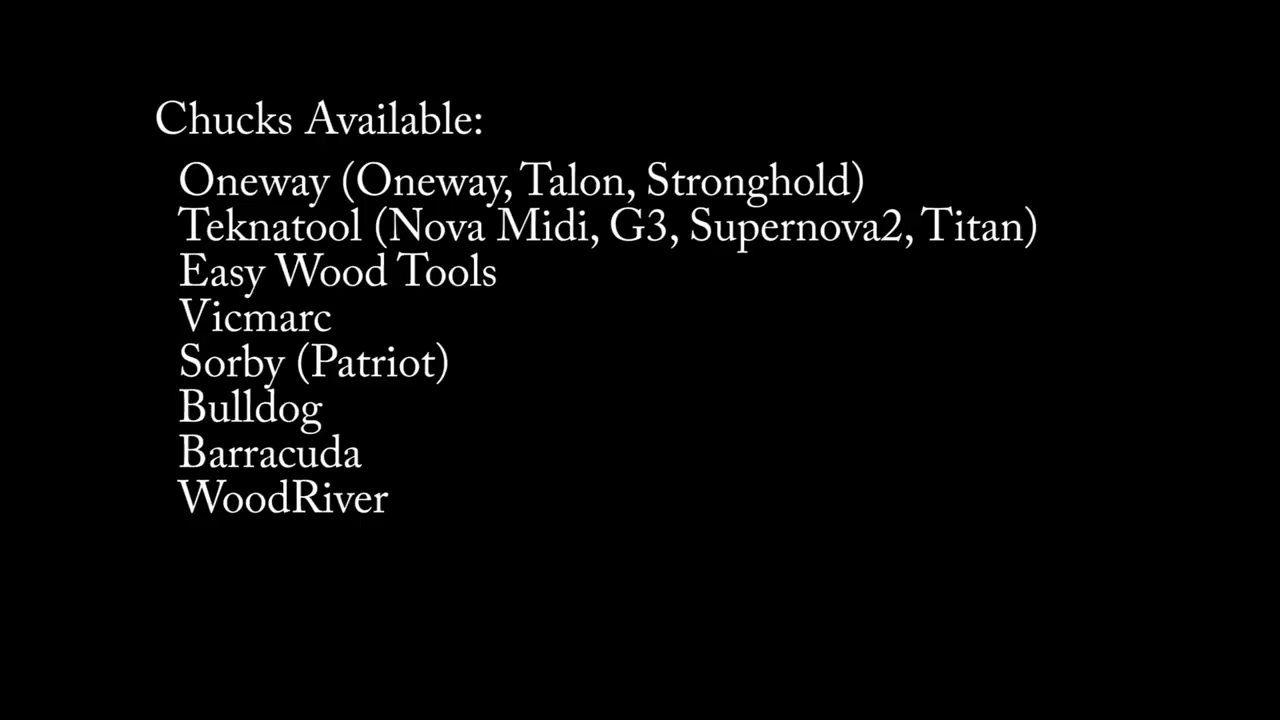 Chucks Available:
Oneway (Oneway, Talon, Stronghold)
Teknatool (Nova Midi, G3, Supernova2, Titan)
Easy Wood Tools
Vicmarc
Sorby (Patriot)
Bulldog
Barracuda
WoodRiver